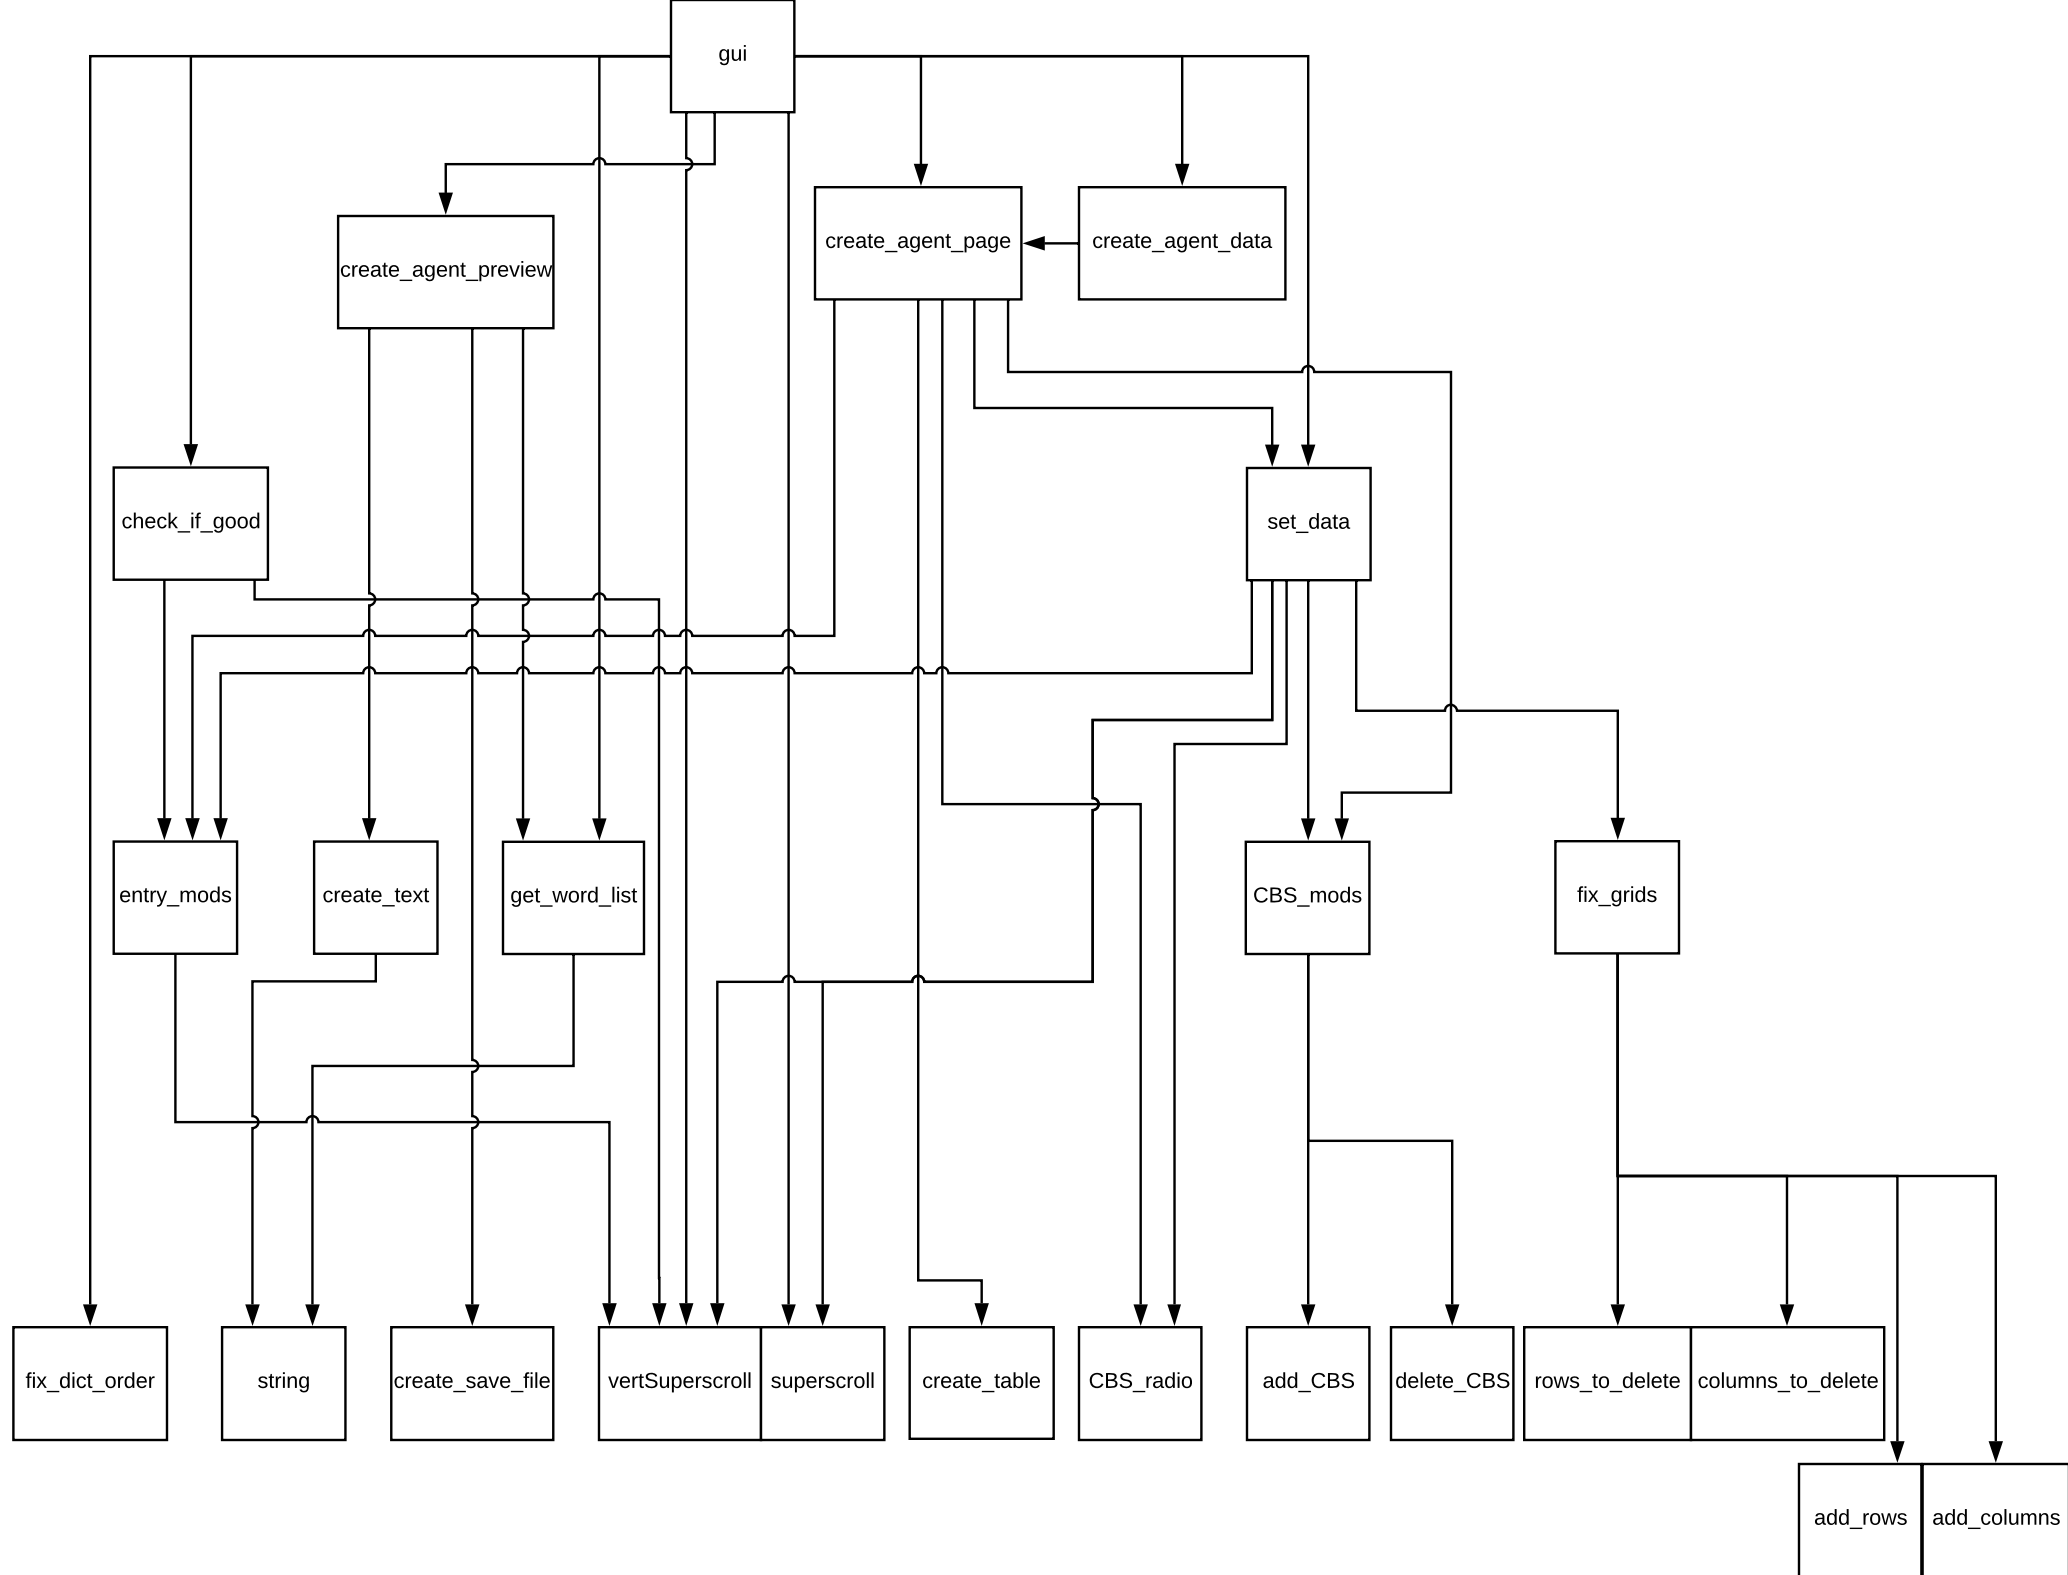 gui
create_agent_page
create_agent_data
create_agent_preview
check_if_good
set_data
entry_mods
create_text
get_word_list
CBS_mods
fix_grids
fix_dict_order
string
create_save_file
vertSuperscroll
superscroll
create_table
CBS_radio
add_CBS
delete_CBS
rows_to_delete
columns_to_delete
add_rows
add_columns